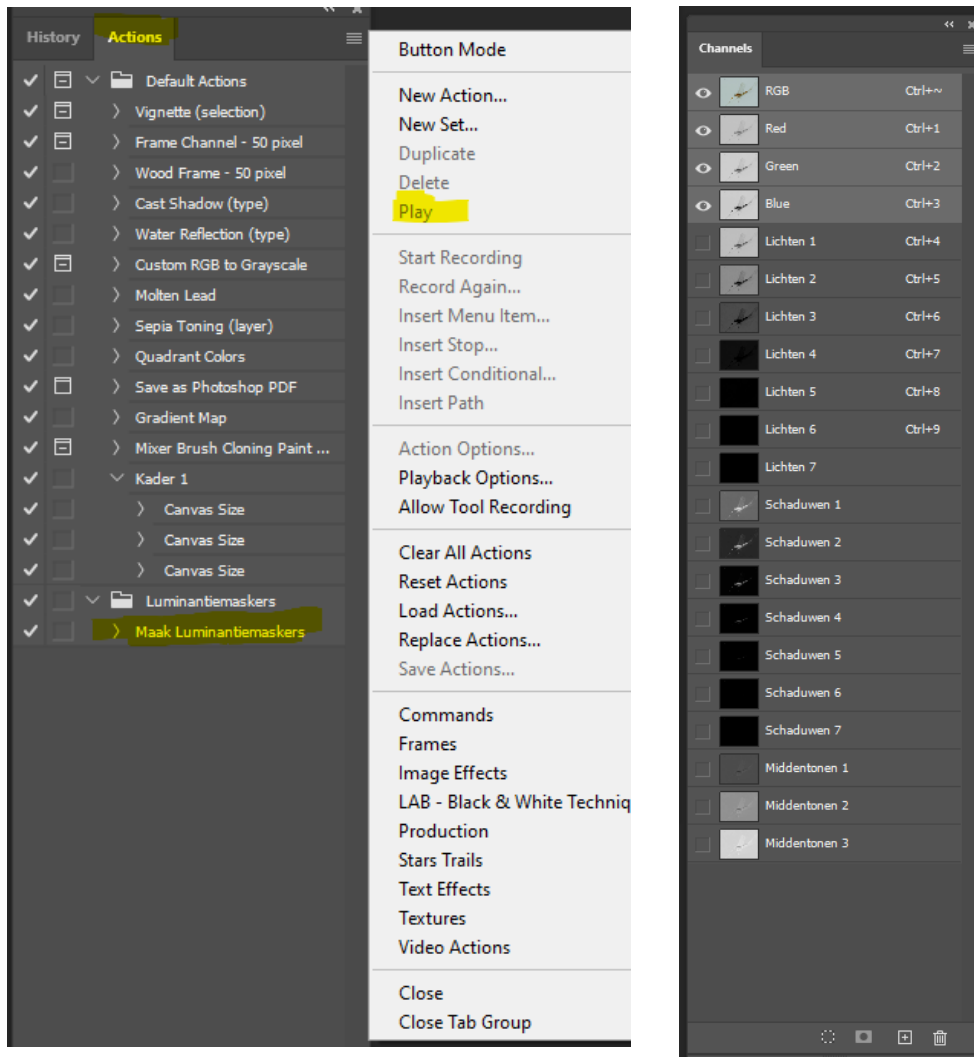 History Actions
Default Actions
Vignette (selection)
Frame Channel - 50 pixel
Wood Frame - 50 pixel
Cast Shadow (type)
Water Reflection (type)
Custom RGB to Grayscale
Molten Lead
Sepia Toning (layer)
Quadrant Colors
Save as Photoshop PDF
Gradient Map
Mixer Brush Cloning Paint ...
Kader 1
Canvas Size
Canvas Size
Canvas Size
Luminantiemaskers
Maak Luminantiemaskers
Button Mode
New Action...
New Set...
Duplicate
Delete
Play
Start Recording
Record Again...
Insert Menu Item...
Insert Stop...
Insert Conditional...
Insert Path
Action Options...
Playback Options...
Allow Tool Recording
Clear All Actions
Reset Actions
Load Actions...
Replace Actions...
Save Actions...
Commands
Frames
Image Effects
LAB - Black & White Techniq
Production
Stars Trails
Text Effects
Textures
Video Actions
Close
Close Tab Group
Channels
RGB Ctrl+~
Red Ctrl+1
Green Ctrl+2
Blue Ctrl+3
Lichten 1 Ctrl+4
Lichten 2 Ctrl+5
Lichten 3 Ctrl+6
Lichten 4 Ctrl+7
Lichten 5 Ctrl+8
Lichten 6 Ctrl+9
Lichten 7
Schaduwen 1
Schaduwen 2
Schaduwen 3
Schaduwen 4
Schaduwen 5
Schaduwen 6
Schaduwen 7
Middentonen 1
Middentonen 2
Middentonen 3